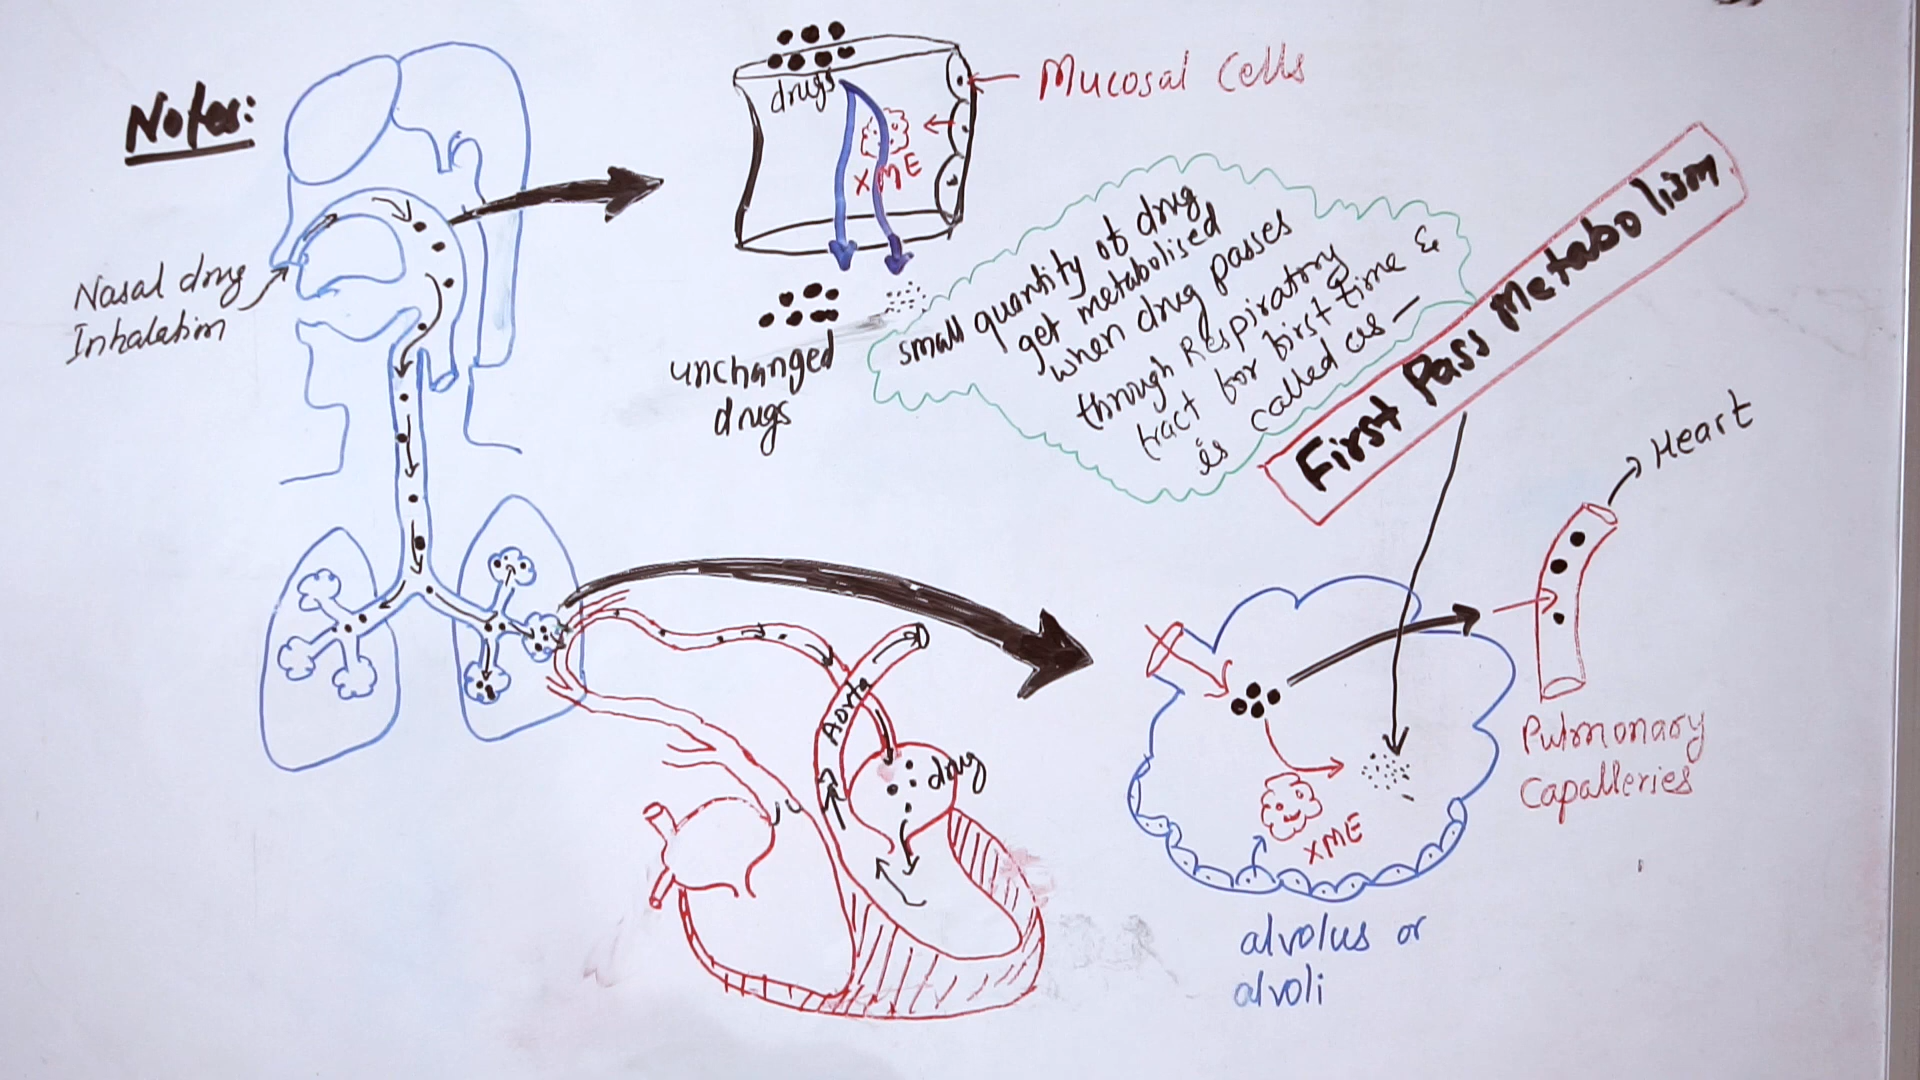 Notes:
Nasal drug
Inhalation
drugs
XME
Mucosal Cells
unchanged
drugs
small quantity of drug
get metabolised
when drug passes
through Respiratory
tract for first time &
is called as —
First Pass Metabolism
Heart
Aorta
drug
XME
Pulmonary
Capalleries
alvolus or
alvoli